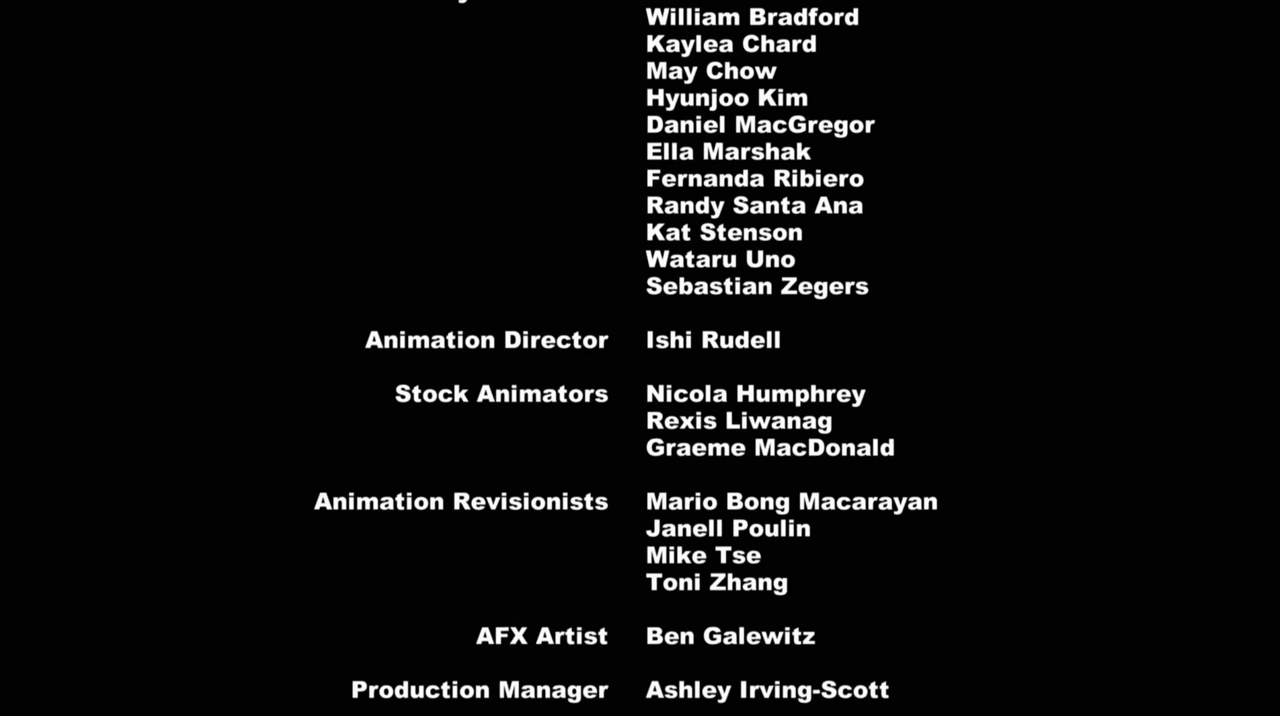 William Bradford
Kaylea Chard
May Chow
Hyunjoo Kim
Daniel MacGregor
Ella Marshak
Fernanda Ribiero
Randy Santa Ana
Kat Stenson
Wataru Uno
Sebastian Zegers
Animation Director Ishi Rudell
Stock Animators Nicola Humphrey
Rexis Liwanag
Graeme MacDonald
Animation Revisionists Mario Bong Macarayan
Janell Poulin
Mike Tse
Toni Zhang
AFX Artist Ben Galewitz
Production Manager Ashley Irving-Scott